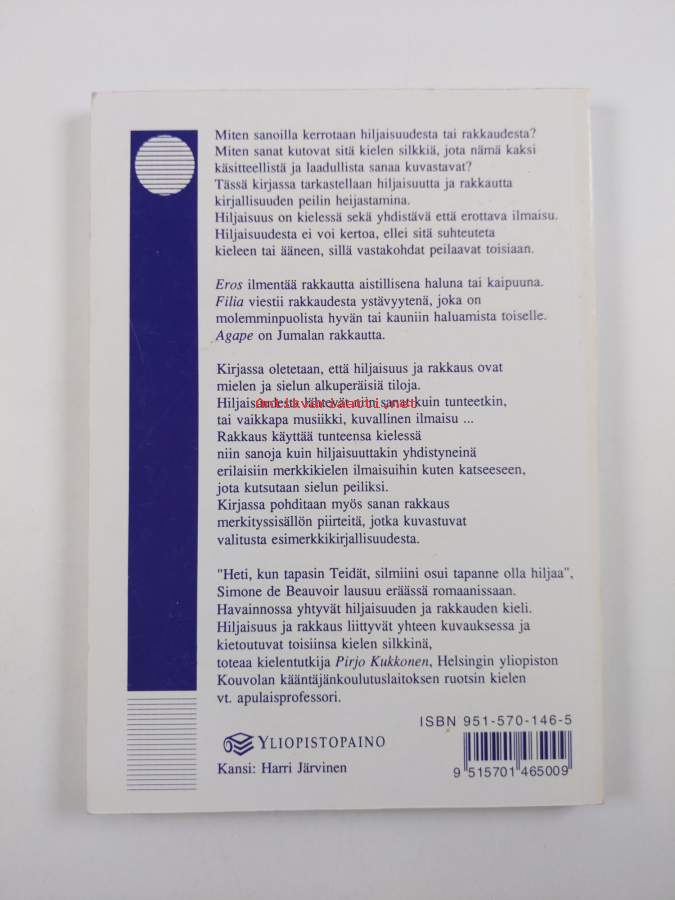 Miten sanoilla kerrotaan hiljaisuudesta tai rakkaudesta?
Miten sanat kutovat sitä kielen silkkiä, jota nämä kaksi
käsitteellistä ja laadullista sanaa kuvastavat?
Tässä kirjassa tarkastellaan hiljaisuutta ja rakkautta
kirjallisuuden peilin heijastamina.
Hiljaisuus on kielessä sekä yhdistävä että erottava ilmaisu.
Hiljaisuudesta ei voi kertoa, ellei sitä suhteuteta
kieleen tai ääneen, sillä vastakohdat peilaavat toisiaan.
Eros ilmentää rakkautta aistillisena haluna tai kaipuuna.
Filia viestii rakkaudesta ystävyytenä, joka on
molemminpuolista hyvän tai kauniin haluamista toiselle.
Agape on Jumalan rakkautta.
Kirjassa oletetaan, että hiljaisuus ja rakkaus ovat
mielen ja sielun alkuperäisiä tiloja.
Hiljaisuudesta lähtevät niin sanat kuin tunteetkin,
antikvariaatti.net
tai vaikkapa musiikki, kuvallinen ilmaisu ...
Rakkaus käyttää tunteensa kielessä
niin sanoja kuin hiljaisuuttakin yhdistyneinä
erilaisiin merkkikielen ilmaisuihin kuten katseeseen,
jota kutsutaan sielun peiliksi.
Kirjassa pohditaan myös sanan rakkaus
merkityssisällön piirteitä, jotka kuvastuvat
valitusta esimerkkikirjallisuudesta.
"Heti, kun tapasin Teidät, silmiini osui tapanne olla hiljaa",
Simone de Beauvoir lausuu eräässä romaanissaan.
Havainnossa yhtyvät hiljaisuuden ja rakkauden kieli.
Hiljaisuus ja rakkaus liittyvät yhteen kuvauksessa ja
kietoutuvat toisiinsa kielen silkkinä,
toteaa kielentutkija Pirjo Kukkonen, Helsingin yliopiston
Kouvolan kääntäjänkoulutuslaitoksen ruotsin kielen
vt. apulaisprofessori.
ISBN 951-570-146-5
YLIOPISTOPAINO
Kansi: Harri Järvinen
9 515701 465009